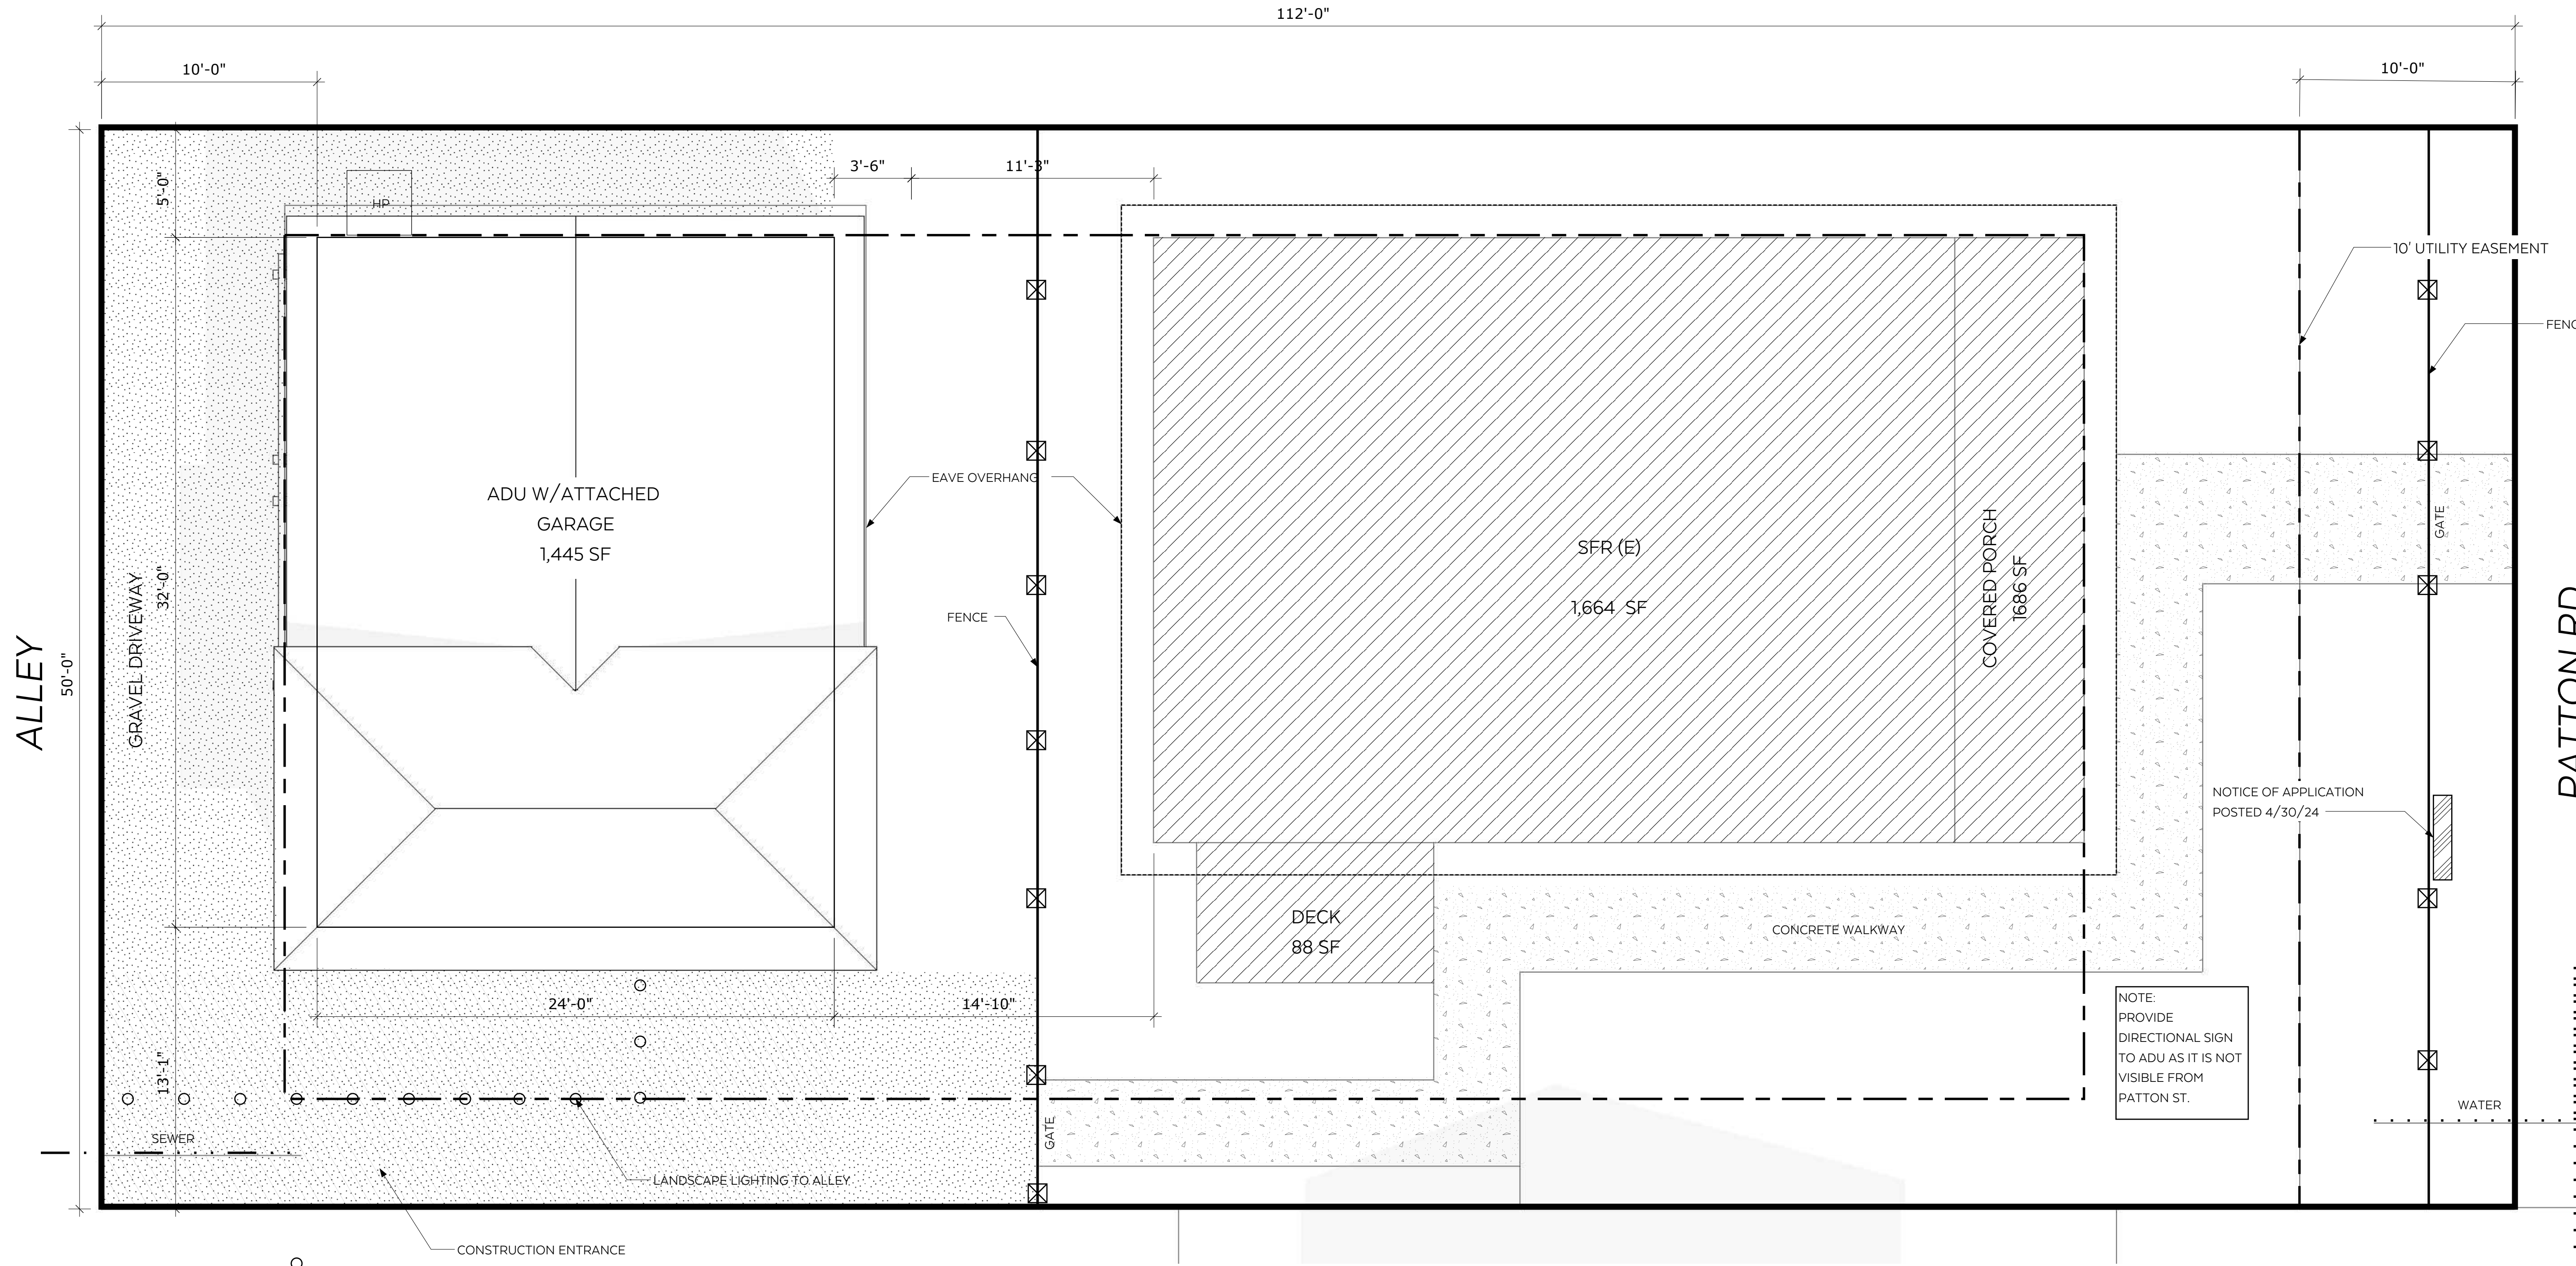 112'-0"
10'-0"
10'-0"
5'-0"
3'-6"
11'-3"
HP
10' UTILITY EASEMENT
FENC
ADU W/ATTACHED
GARAGE
1,445 SF
EAVE OVERHANG
SFR (E)
1,664 SF
COVERED PORCH
1686 SF
GATE
FENCE
ALLEY
50'-0"
GRAVEL DRIVEWAY
32'-0"
PATTON RD
NOTICE OF APPLICATION
POSTED 4/30/24
DECK
88 SF
CONCRETE WALKWAY
24'-0"
14'-10"
NOTE:
PROVIDE
DIRECTIONAL SIGN
TO ADU AS IT IS NOT
VISIBLE FROM
PATTON ST.
13'-1"
WATER
SEWER
GATE
LANDSCAPE LIGHTING TO ALLEY
CONSTRUCTION ENTRANCE